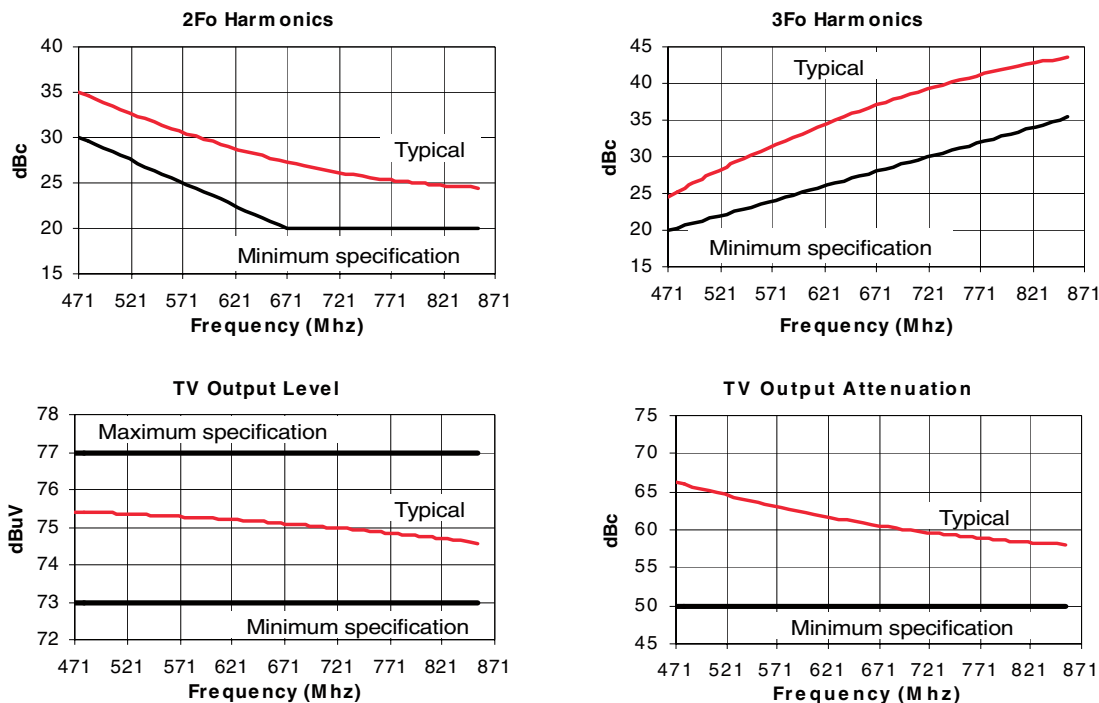 2Fo Harmonics
40
35
30
25
20
15
dBc
Typical
Minimum specification
471 521 571 621 671 721 771 821 871
Frequency (Mhz)
3Fo Harmonics
45
40
35
30
25
20
15
dBc
Typical
Minimum specification
471 521 571 621 671 721 771 821 871
Frequency (Mhz)
TV Output Level
78
77
76
75
74
73
72
dBuV
Maximum specification
Typical
Minimum specification
471 521 571 621 671 721 771 821 871
Frequency (Mhz)
TV Output Attenuation
75
70
65
60
55
50
45
dBc
Typical
Minimum specification
471 521 571 621 671 721 771 821 871
Frequency (Mhz)